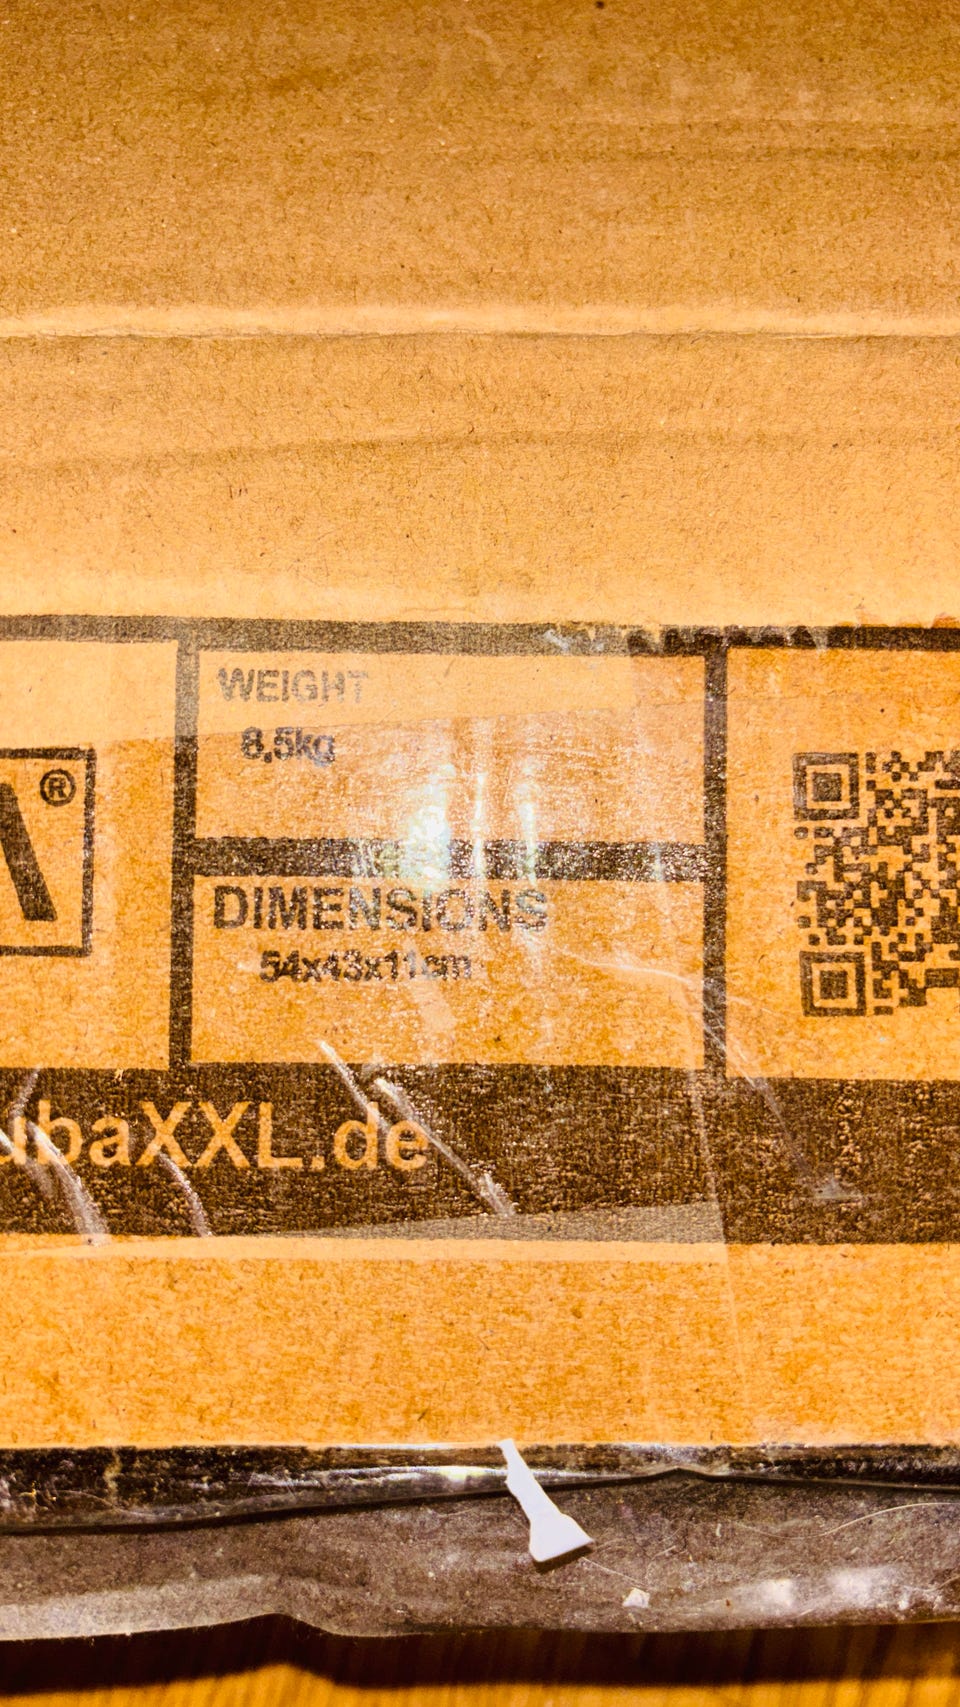 WEIGHT
8,5kg
A®
DIMENSIONS
54x43x11cm
ubaXXL.de